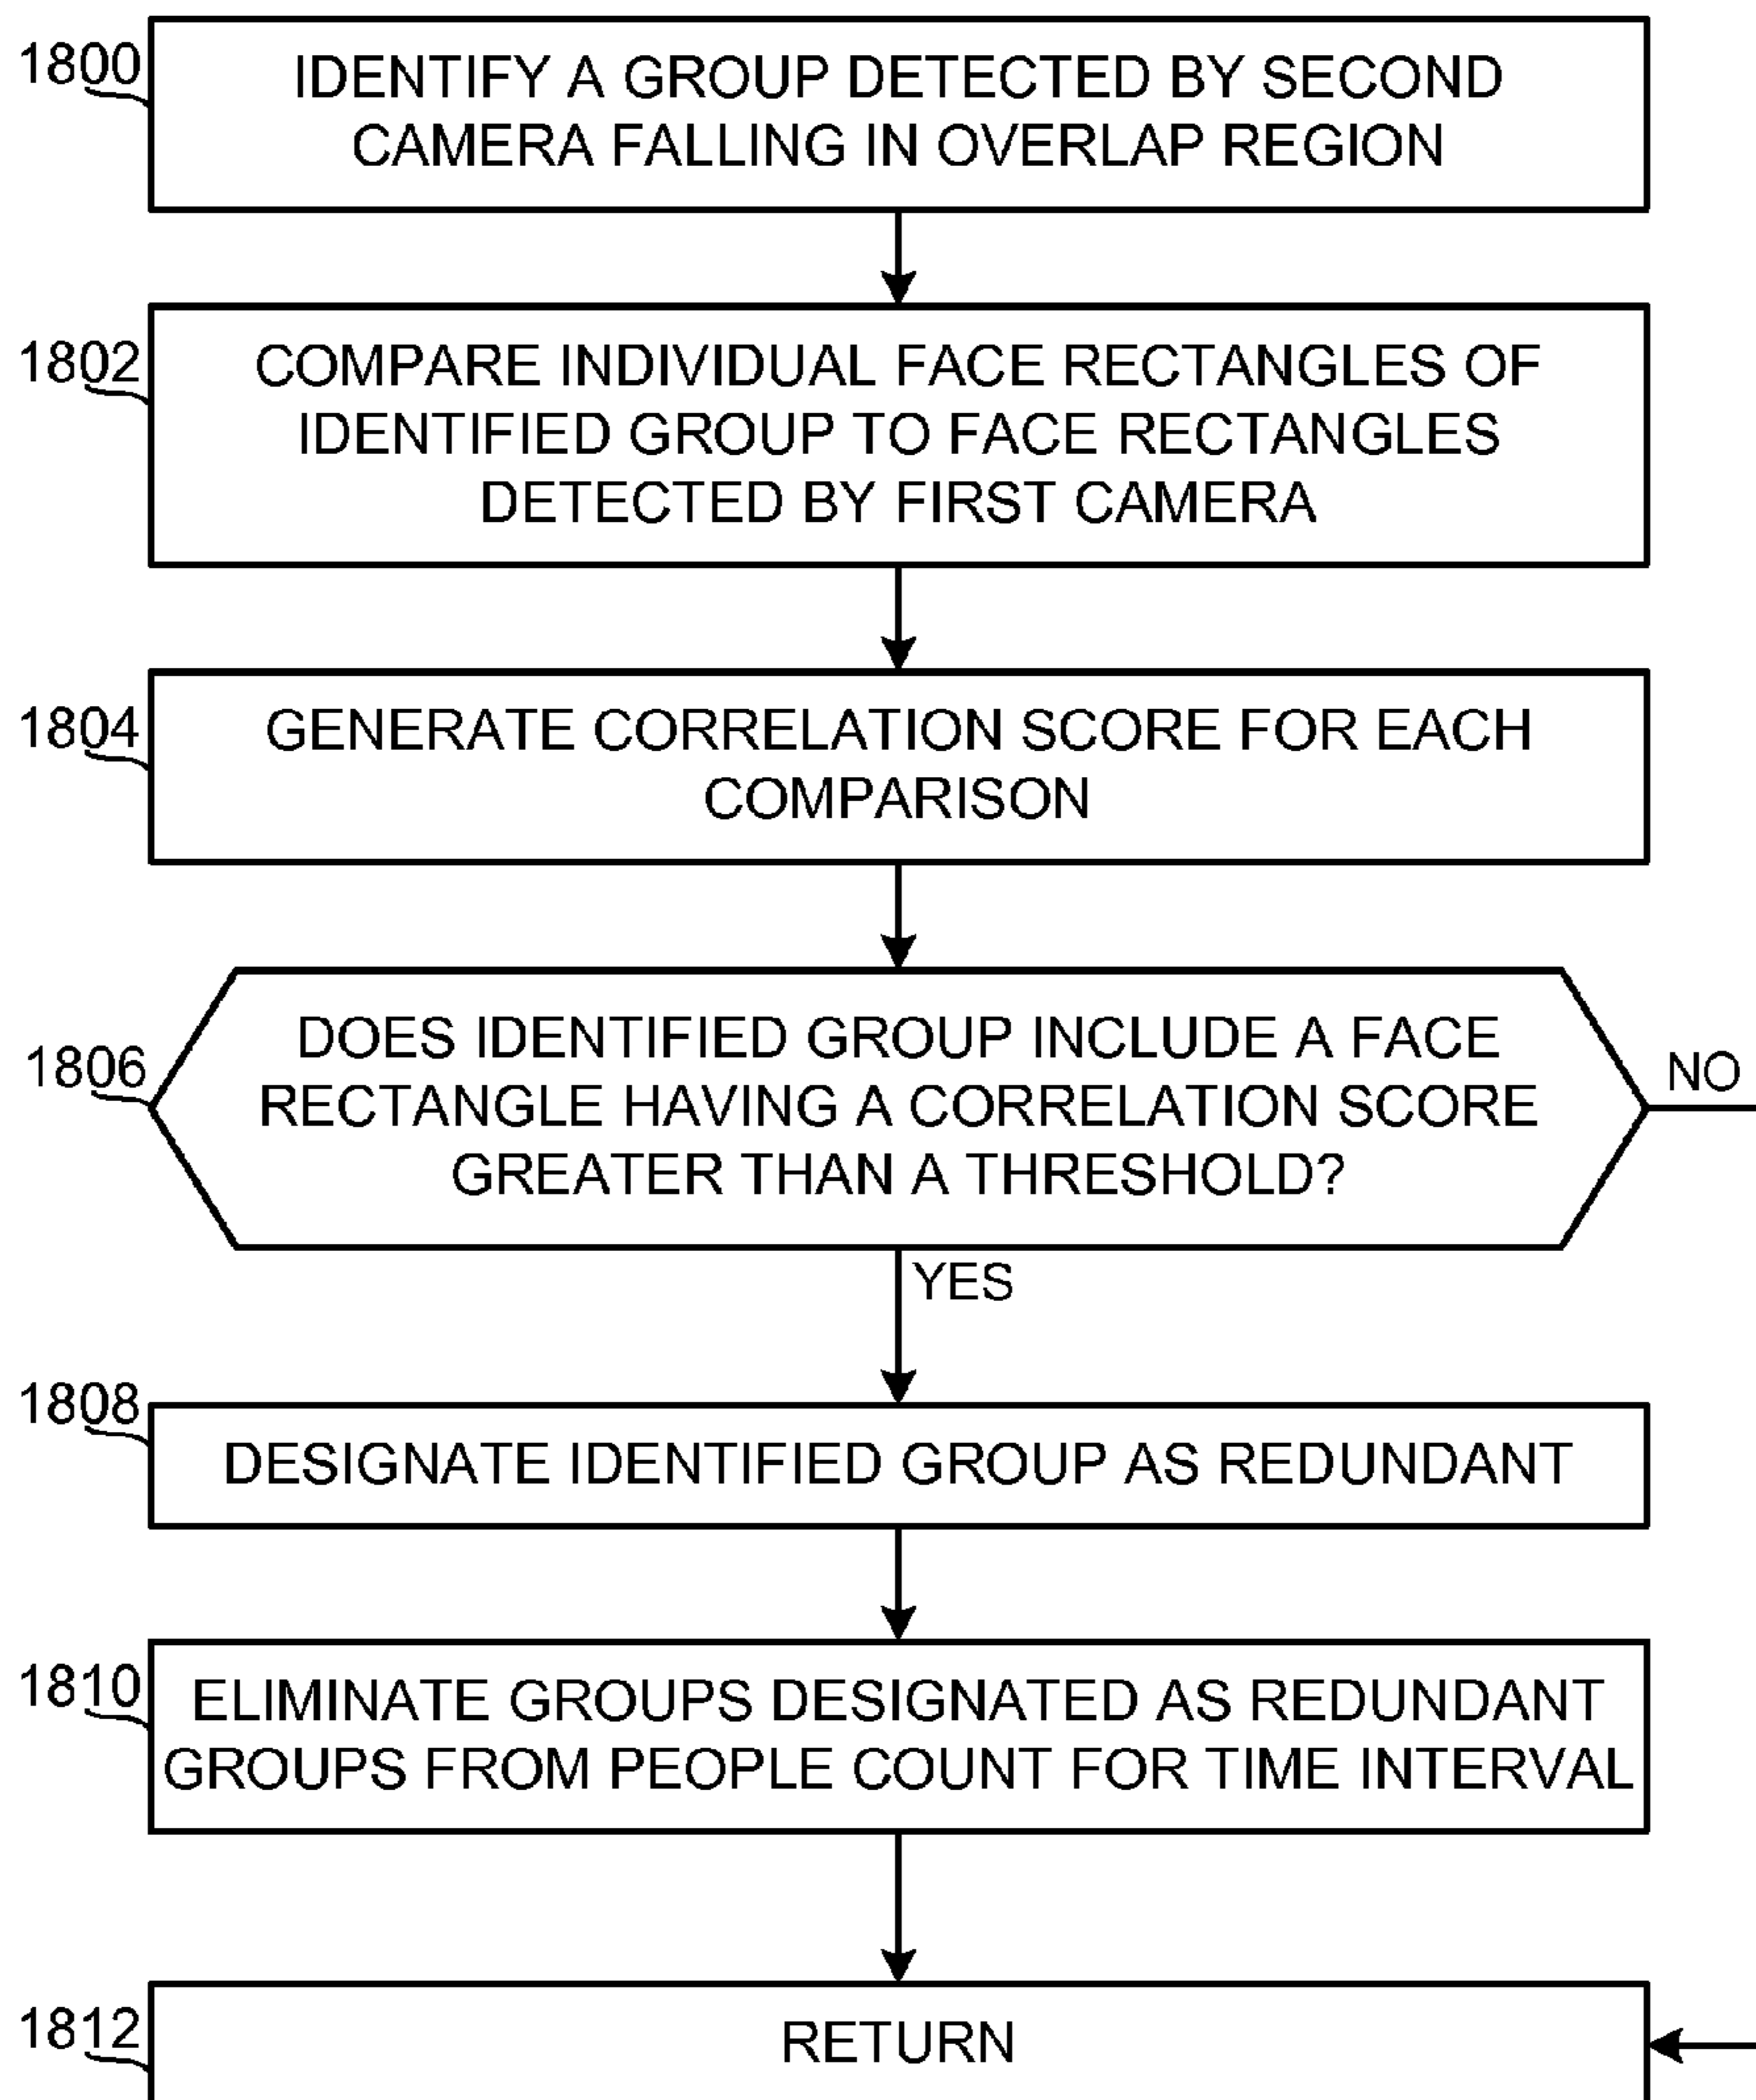 1800
IDENTIFY A GROUP DETECTED BY SECOND
CAMERA FALLING IN OVERLAP REGION
1802
COMPARE INDIVIDUAL FACE RECTANGLES OF
IDENTIFIED GROUP TO FACE RECTANGLES
DETECTED BY FIRST CAMERA
1804
GENERATE CORRELATION SCORE FOR EACH
COMPARISON
1806
DOES IDENTIFIED GROUP INCLUDE A FACE
RECTANGLE HAVING A CORRELATION SCORE
GREATER THAN A THRESHOLD?
NO
YES
1808
DESIGNATE IDENTIFIED GROUP AS REDUNDANT
1810
ELIMINATE GROUPS DESIGNATED AS REDUNDANT
GROUPS FROM PEOPLE COUNT FOR TIME INTERVAL
1812
RETURN